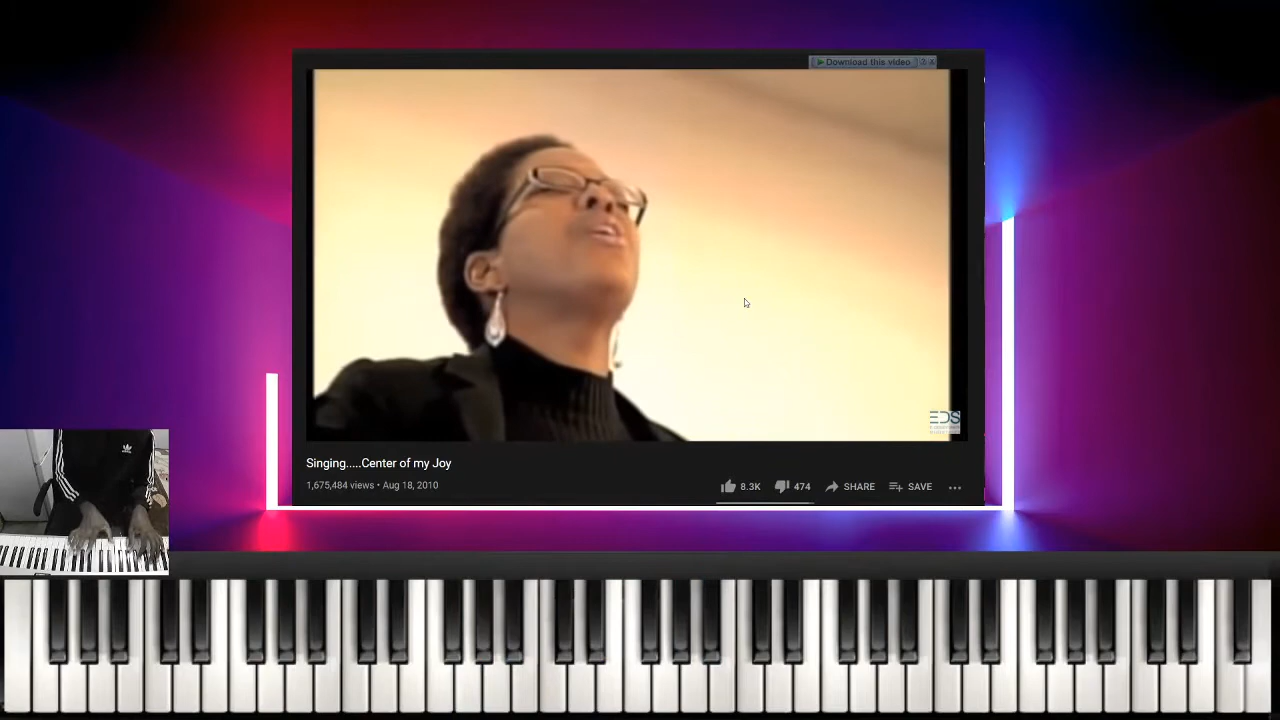 Download this video
EDS
Singing.....Center of my Joy
1,675,484 views • Aug 18, 2010
8.3K 474 SHARE SAVE ...